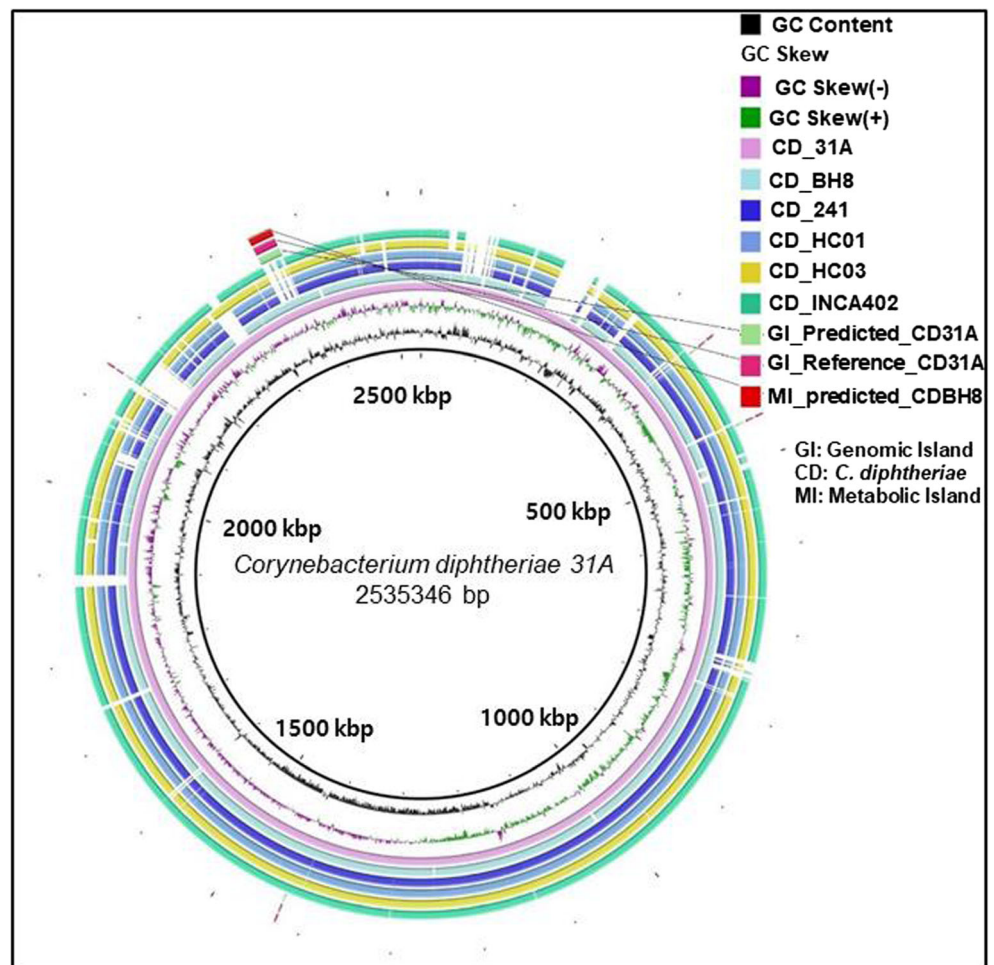 GC Content
GC Skew
GC Skew(-)
GC Skew(+)
CD_31A
CD_BH8
CD_241
CD_HC01
CD_HC03
CD_INCA402
GI_Predicted_CD31A
GI_Reference_CD31A
MI_predicted_CDBH8
GI: Genomic Island
CD: C. diphtheriae
MI: Metabolic Island
2500 kbp
500 kbp
2000 kbp
Corynebacterium diphtheriae 31A
2535346 bp
1000 kbp
1500 kbp